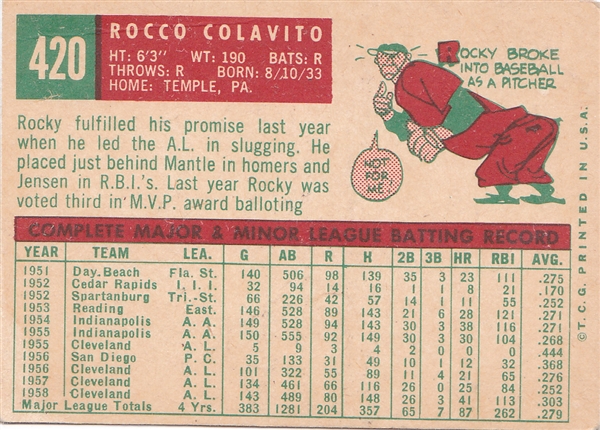 420
ROCCO COLAVITO
HT: 6'3" WT: 190 BATS: R
THROWS: R BORN: 8/10/33
HOME: TEMPLE, PA.
ROCKY BROKE
INTO BASEBALL
AS A PITCHER
NOT FOR
ME
Rocky fulfilled his promise last year
when he led the A.L. in slugging. He
placed just behind Mantle in homers and
Jensen in R.B.I.'s. Last year Rocky was
voted third in M.V.P. award balloting
COMPLETE MAJOR & MINOR LEAGUE BATTING RECORD
YEAR TEAM LEA. G AB R H 2B 3B HR RBI AVG.
1951 Day. Beach Fla. St. 140 506 98 139 35 3 23 111 .275
1952 Cedar Rapids I. I. I. 32 94 14 16 1 1 8 20 .170
1952 Spartanburg Tri.-St. 66 226 42 57 14 1 11 55 .252
1953 Reading East. 146 528 89 143 21 4 28 121 .271
1954 Indianapolis A. A. 149 528 94 143 30 3 38 116 .271
1955 Indianapolis A. A. 150 555 92 149 30 3 30 104 .268
1955 Cleveland A. L. 5 9 3 4 2 0 0 0 .444
1956 San Diego P. C. 35 133 31 49 10 1 12 32 .368
1956 Cleveland A. L. 101 322 55 89 11 4 21 65 .276
1957 Cleveland A. L. 134 461 66 116 26 0 25 84 .252
1958 Cleveland A. L. 143 489 80 148 26 3 41 113 .303
Major League Totals 4 Yrs. 383 1281 204 357 65 7 87 262 .279
©T.C.G. PRINTED IN U.S.A.